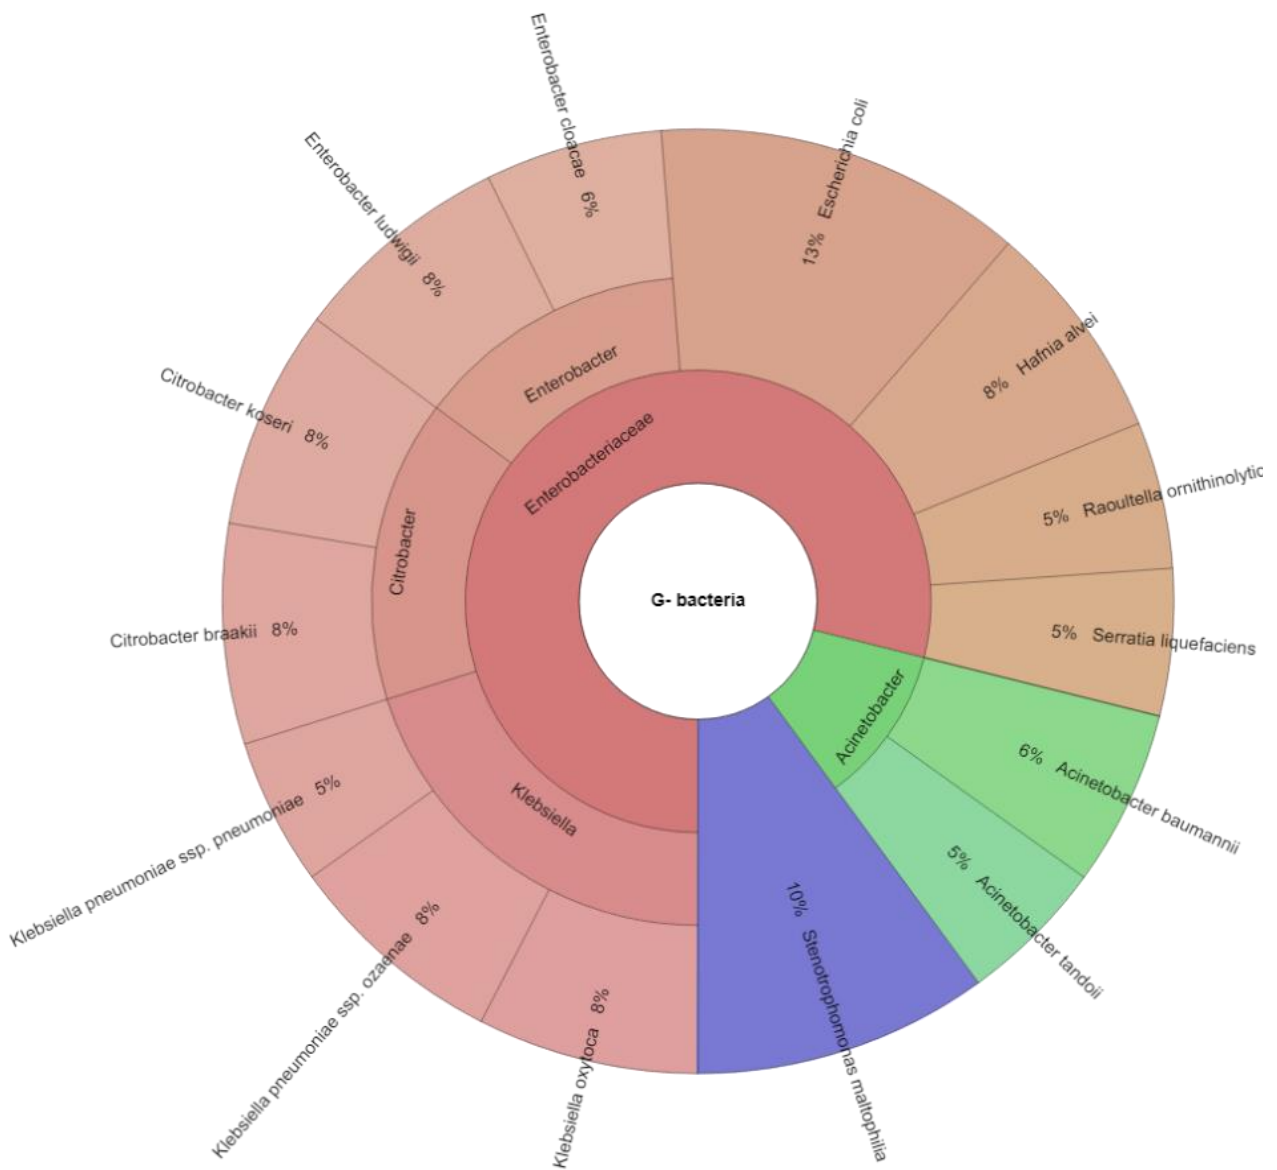 Enterobacter cloacae 6%
13% Escherichia coli
Enterobacter ludwigii 8%
8% Hafnia alvei
Enterobacter
Citrobacter koseri 8%
Enterobacteriaceae
5% Raoultella ornithinolytic
Citrobacter
G- bacteria
Citrobacter braakii 8%
5% Serratia liquefaciens
Acinetobacter
6% Acinetobacter baumannii
Klebsiella pneumoniae ssp. pneumoniae 5%
Klebsiella
5% Acinetobacter tandoii
Klebsiella pneumoniae ssp. ozaenae 8%
10% Stenotrophomonas maltophilia
Klebsiella oxytoca 8%